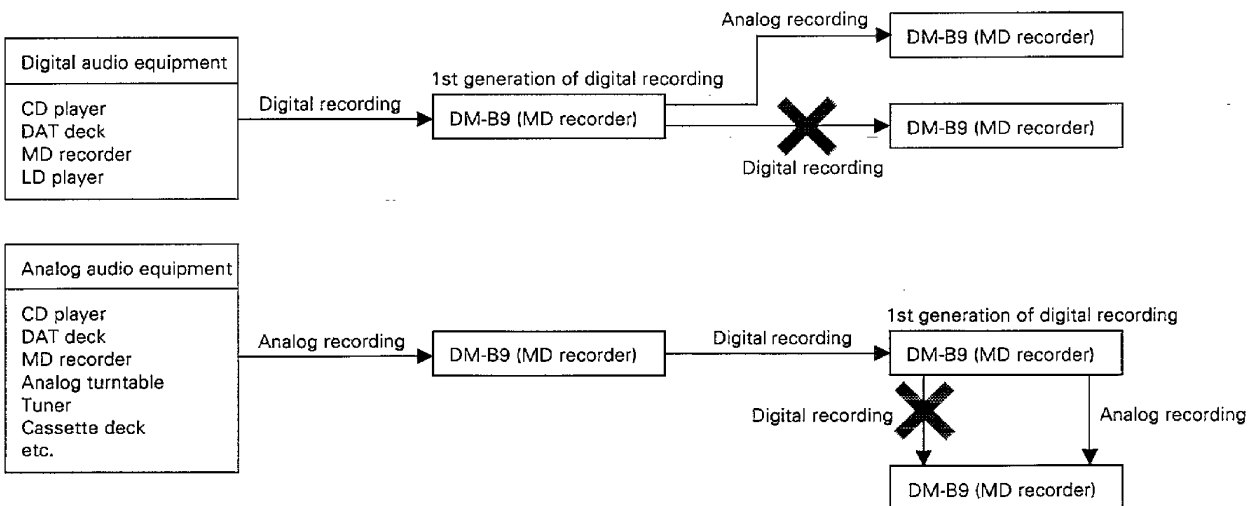 Analog recording
DM-B9 (MD recorder)
Digital audio equipment
CD player
DAT deck
MD recorder
LD player
Digital recording
1st generation of digital recording
DM-B9 (MD recorder)
DM-B9 (MD recorder)
Digital recording
Analog audio equipment
CD player
DAT deck
MD recorder
Analog turntable
Tuner
Cassette deck
etc.
Analog recording
DM-B9 (MD recorder)
Digital recording
1st generation of digital recording
DM-B9 (MD recorder)
Digital recording
Analog recording
DM-B9 (MD recorder)